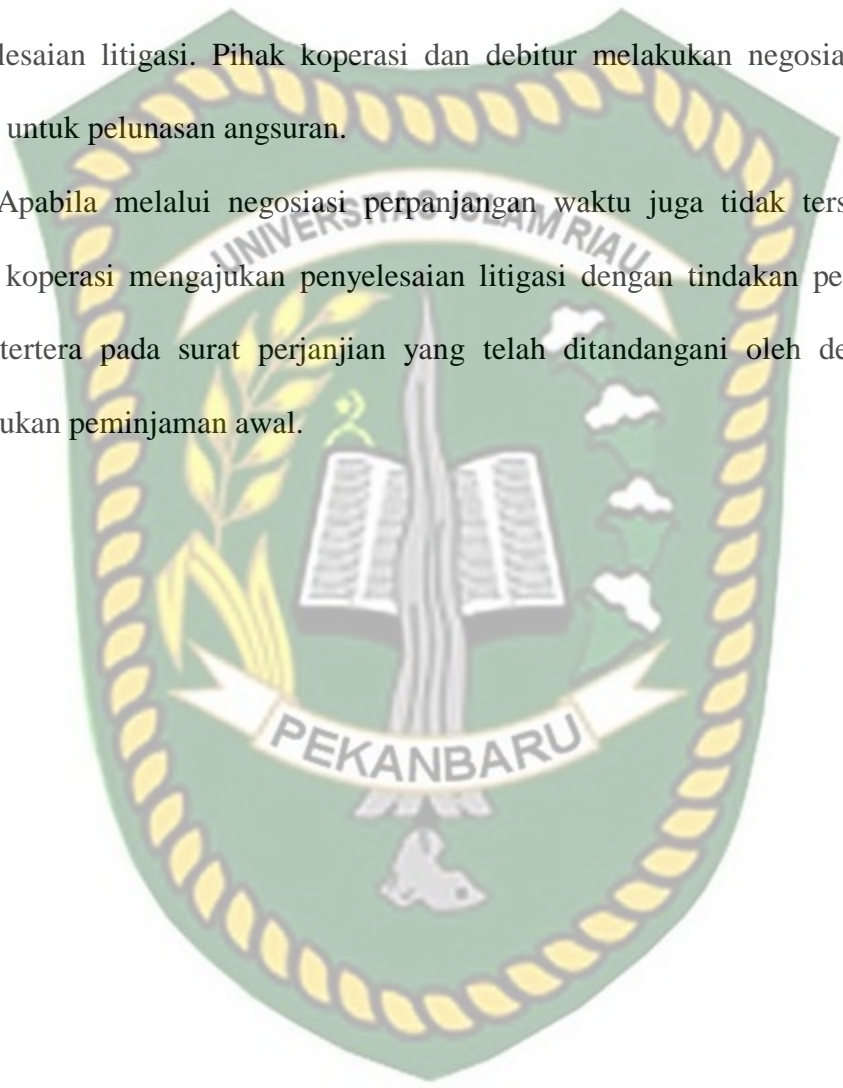 lesaian litigasi. Pihak koperasi dan debitur melakukan negosia
untuk pelunasan angsuran.
Apabila melalui negosiasi perpanjangan waktu juga tidak ters
koperasi mengajukan penyelesaian litigasi dengan tindakan pe
tertera pada surat perjanjian yang telah ditandangani oleh de
ukan peminjaman awal.
UNIVERSITAS ISLAM RIAU
PEKANBARU